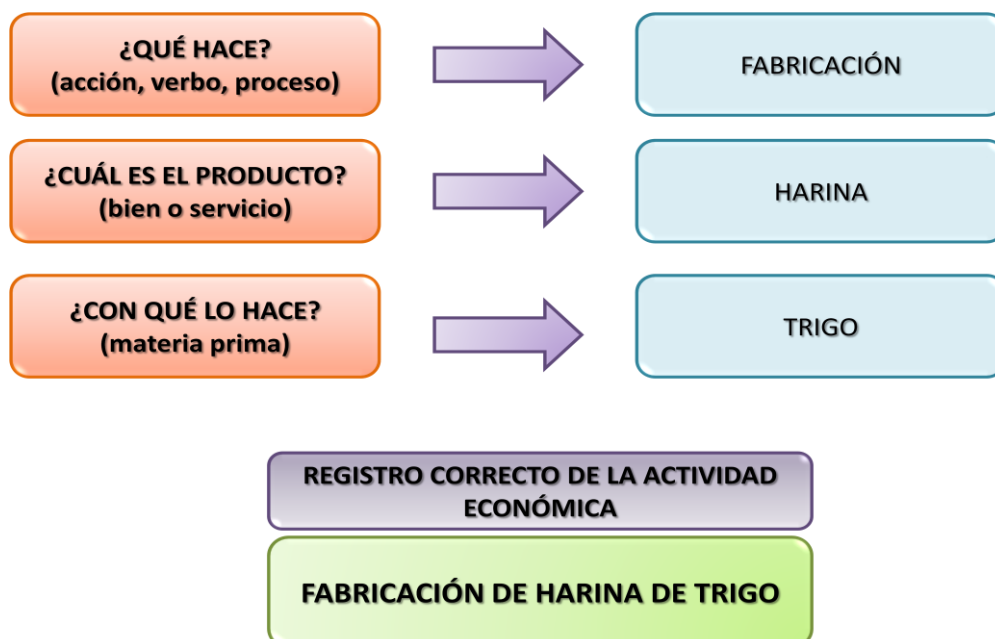 ¿QUÉ HACE?
(acción, verbo, proceso)
FABRICACIÓN
¿CUÁL ES EL PRODUCTO?
(bien o servicio)
HARINA
¿CON QUÉ LO HACE?
(materia prima)
TRIGO
REGISTRO CORRECTO DE LA ACTIVIDAD
ECONÓMICA
FABRICACIÓN DE HARINA DE TRIGO